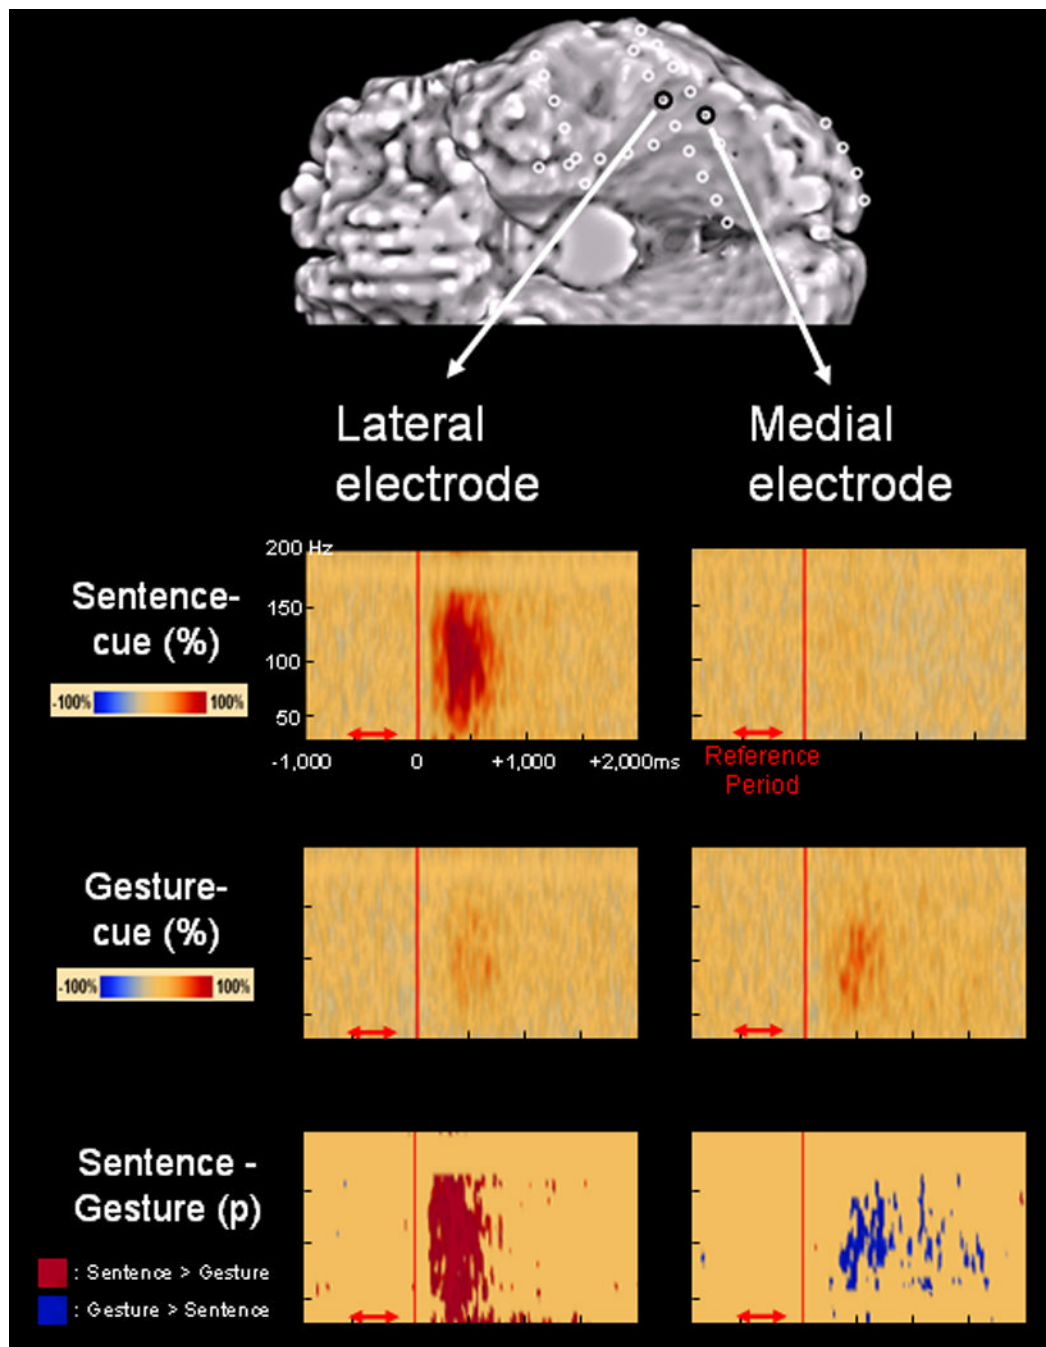 Lateral
electrode
Medial
electrode
200 Hz
Sentence-
cue (%)
150
100
50
-100% 100%
-1,000 0 +1,000 +2,000ms
Reference
Period
Gesture-
cue (%)
-100% 100%
Sentence -
Gesture (p)
: Sentence > Gesture
: Gesture > Sentence